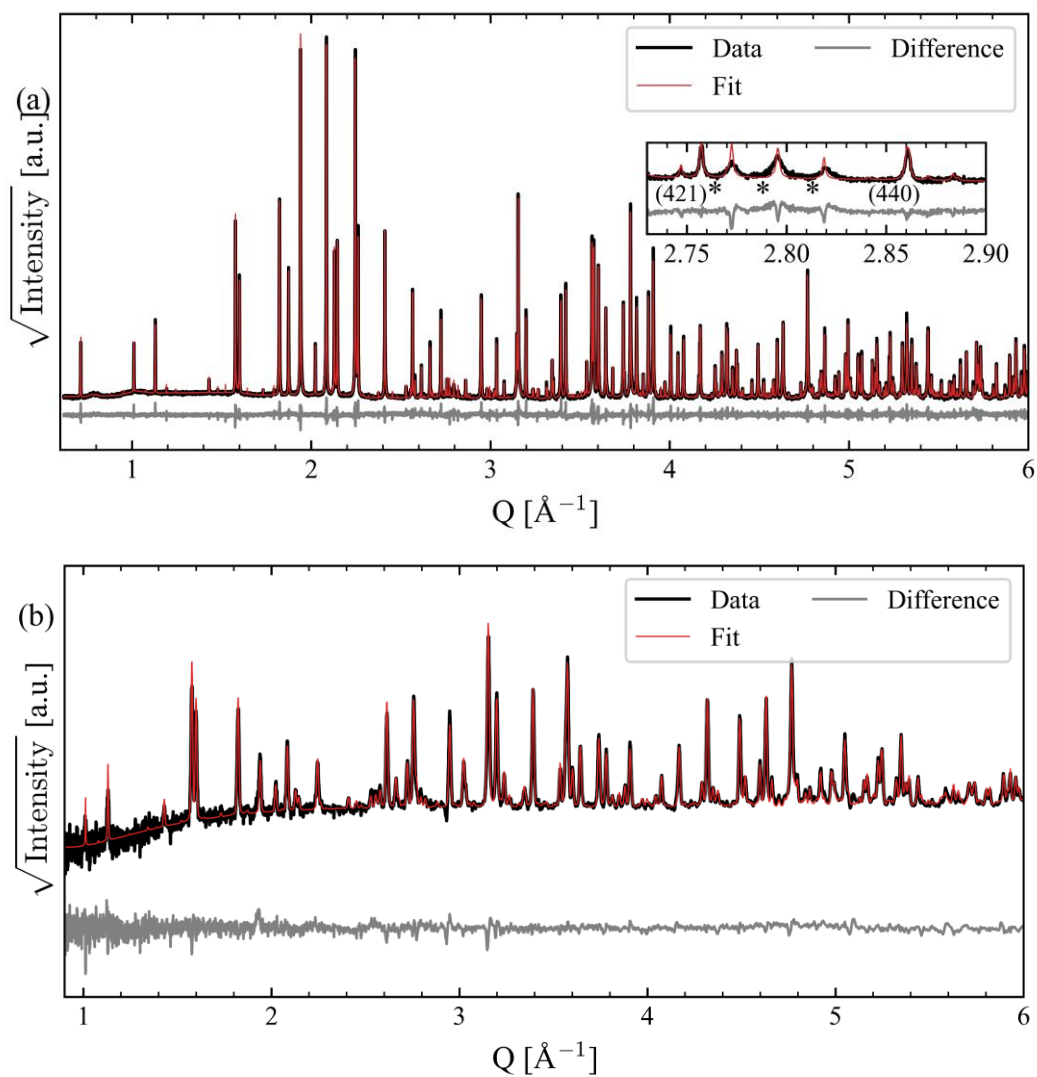 (a)
√Intensity [a.u.]
Data
Difference
Fit
(421) * * * (440)
2.75 2.80 2.85 2.90
1 2 3 4 5 6
Q [Å⁻¹]
(b)
√Intensity [a.u.]
Data
Difference
Fit
1 2 3 4 5 6
Q [Å⁻¹]